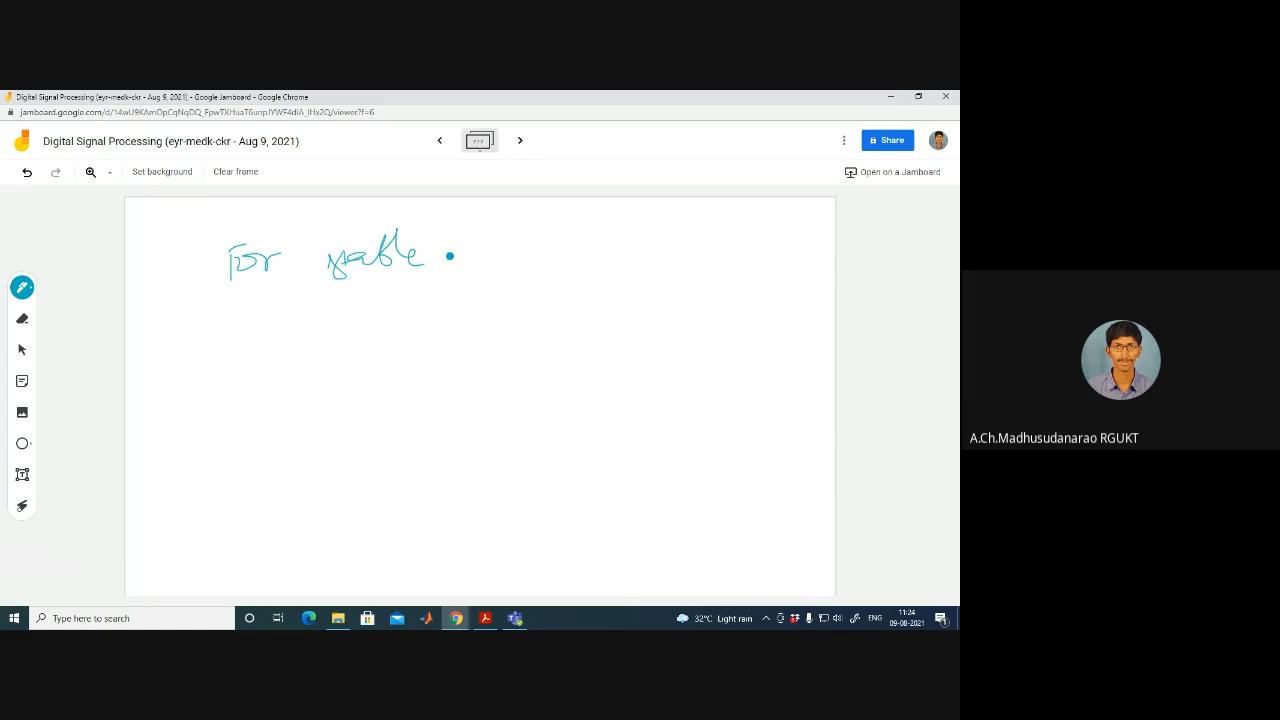 Digital Signal Processing (eyr-medk-ckr - Aug 9, 2021) - Google Jamboard - Google Chrome
Digital Signal Processing (eyr-medk-ckr - Aug 9, 2021)
Share
Set background
Clear frame
Open on a Jamboard
For stable
A.Ch.Madhusudanarao RGUKT
Type here to search
32°C Light rain
ENG
11:24
09-08-2021